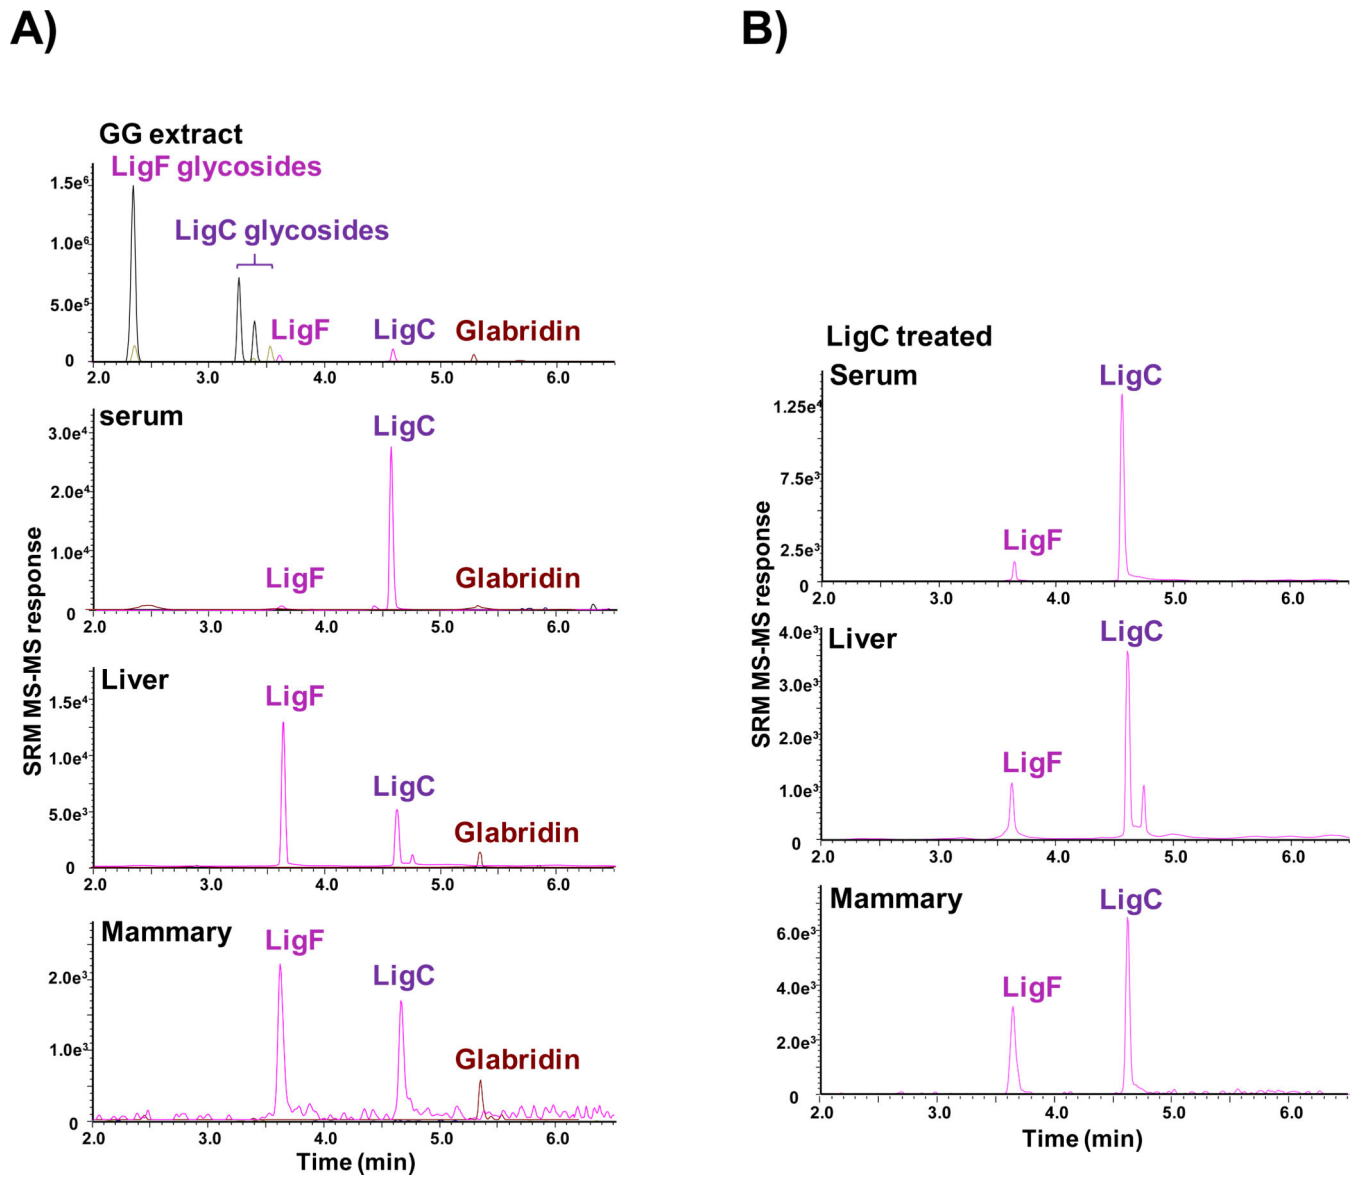 A)
B)
GG extract
LigF glycosides
LigC glycosides
LigF
LigC
Glabridin
1.5e⁶
1.0e⁶
5.0e⁵
0
2.0 3.0 4.0 5.0 6.0
serum
LigC
LigF
Glabridin
3.0e⁴
2.0e⁴
1.0e⁴
0
2.0 3.0 4.0 5.0 6.0
Liver
LigF
LigC
Glabridin
1.5e⁴
1.0e⁴
5.0e³
0
2.0 3.0 4.0 5.0 6.0
Mammary
LigF
LigC
Glabridin
2.0e³
1.0e³
0
2.0 3.0 4.0 5.0 6.0
Time (min)
SRM MS-MS response
LigC treated
Serum
LigC
LigF
1.25e⁴
7.5e³
2.5e³
0
2.0 3.0 4.0 5.0 6.0
Liver
LigC
LigF
4.0e³
3.0e³
2.0e³
1.0e³
0
2.0 3.0 4.0 5.0 6.0
Mammary
LigC
LigF
6.0e³
4.0e³
2.0e³
0
2.0 3.0 4.0 5.0 6.0
Time (min)
SRM MS-MS response